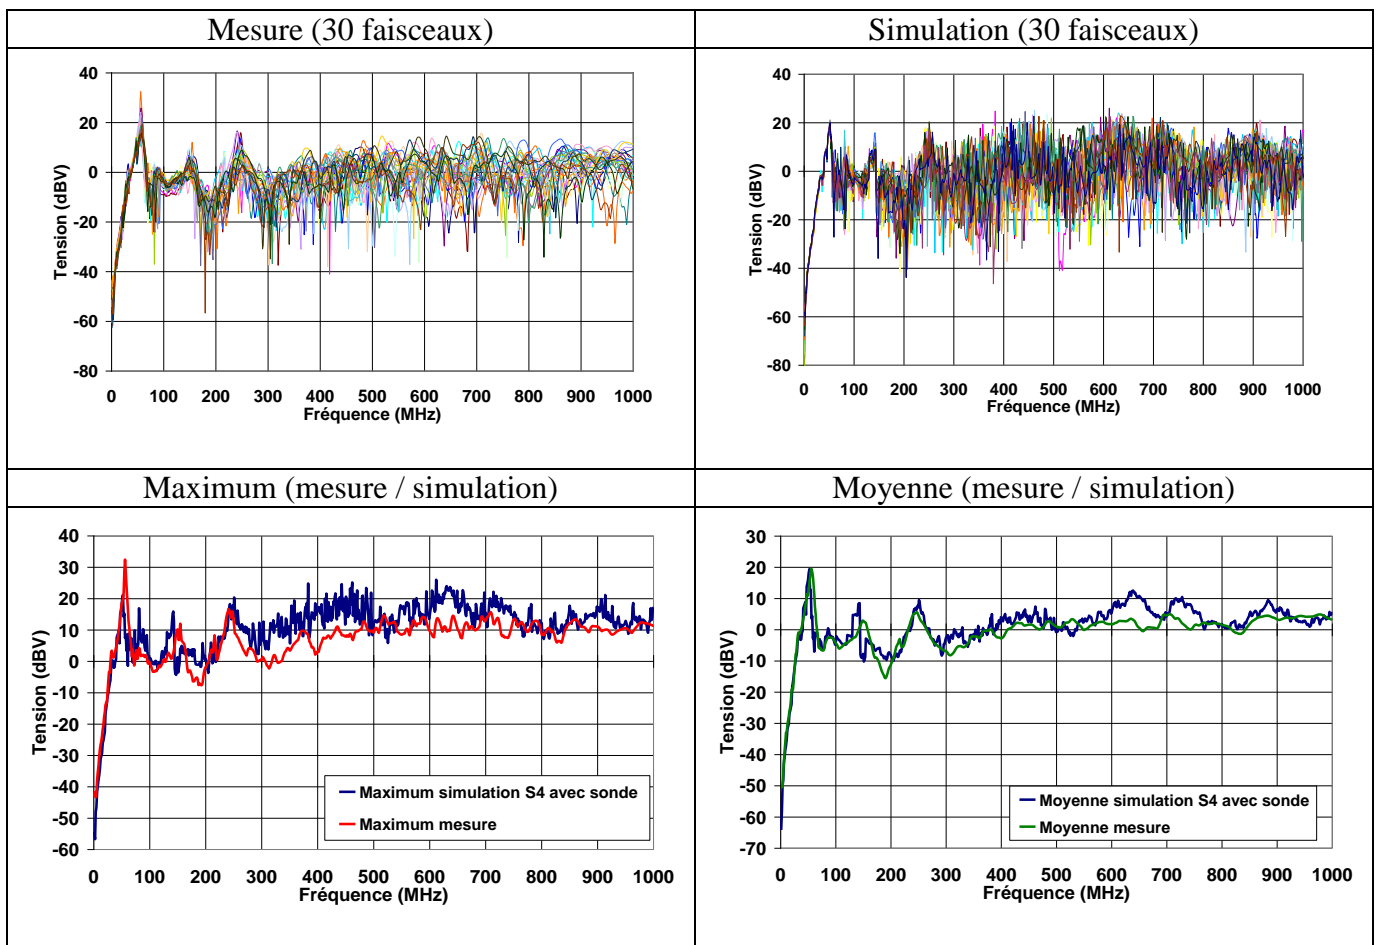 Mesure (30 faisceaux)
Simulation (30 faisceaux)
40
20
0
-20
-40
-60
-80
Tension (dBV)
0 100 200 300 400 500 600 700 800 900 1000
Fréquence (MHz)
40
20
0
-20
-40
-60
-80
Tension (dBV)
0 100 200 300 400 500 600 700 800 900 1000
Fréquence (MHz)
Maximum (mesure / simulation)
Moyenne (mesure / simulation)
40
30
20
10
0
-10
-20
-30
-40
-50
-60
Tension (dBV)
Maximum simulation S4 avec sonde
Maximum mesure
0 100 200 300 400 500 600 700 800 900 1000
Fréquence (MHz)
30
20
10
0
-10
-20
-30
-40
-50
-60
-70
Tension (dBV)
Moyenne simulation S4 avec sonde
Moyenne mesure
0 100 200 300 400 500 600 700 800 900 1000
Fréquence (MHz)